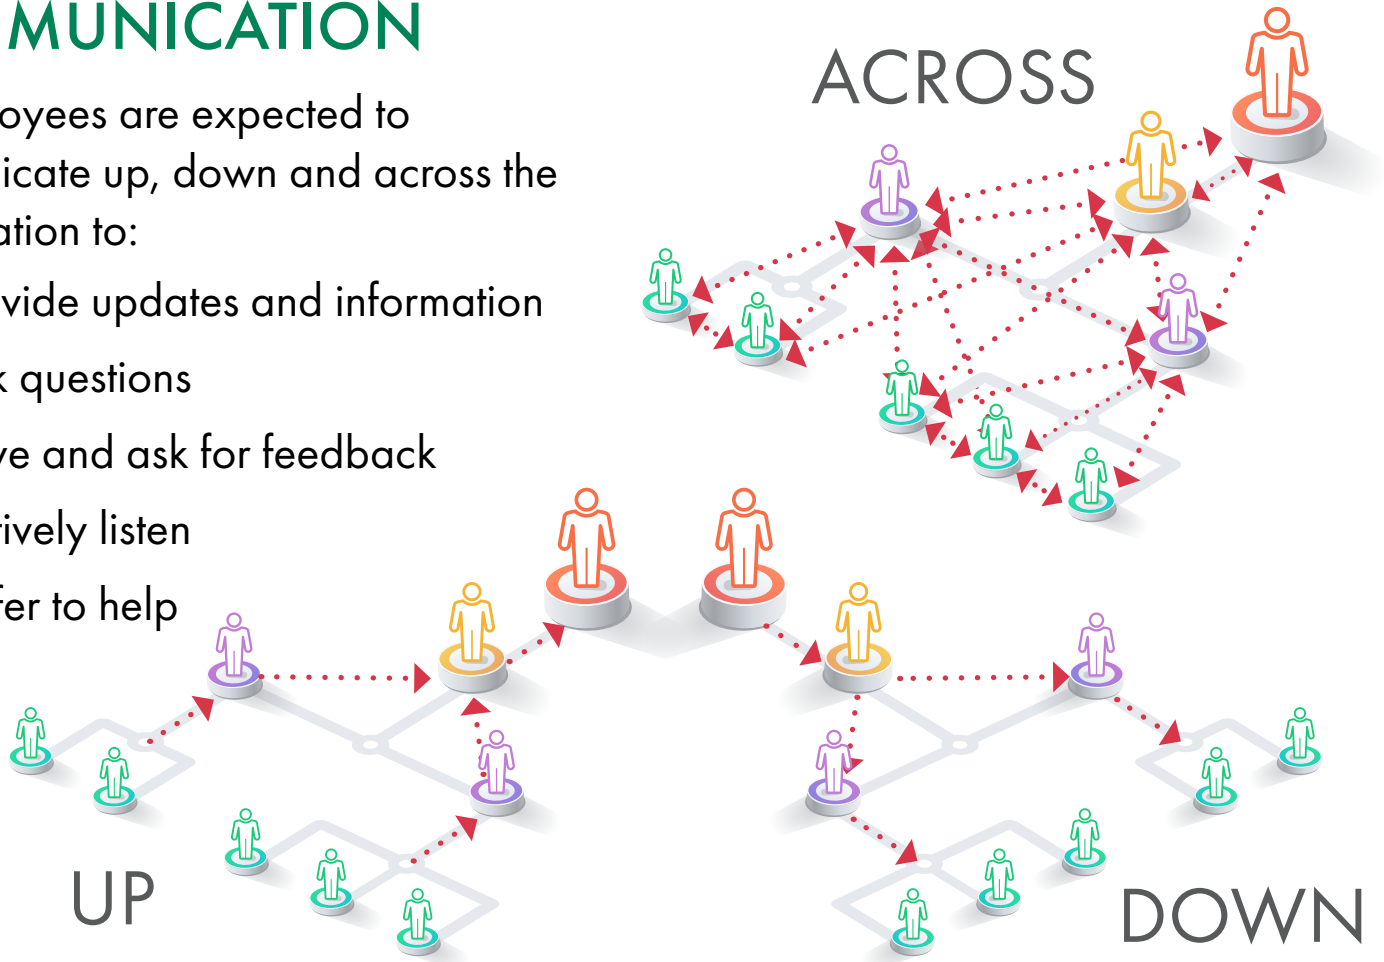 MUNICATION
oyees are expected to
icate up, down and across the
ation to:
vide updates and information
k questions
ve and ask for feedback
tively listen
fer to help
ACROSS
UP
DOWN